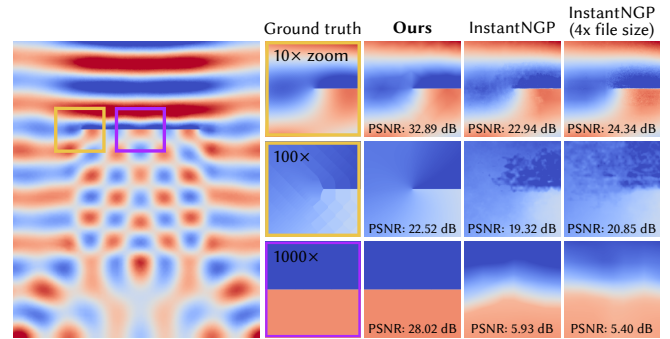 Ground truth
Ours
InstantNGP
InstantNGP
(4x file size)
10× zoom
PSNR: 32.89 dB
PSNR: 22.94 dB
PSNR: 24.34 dB
100×
PSNR: 22.52 dB
PSNR: 19.32 dB
PSNR: 20.85 dB
1000×
PSNR: 28.02 dB
PSNR: 5.93 dB
PSNR: 5.40 dB